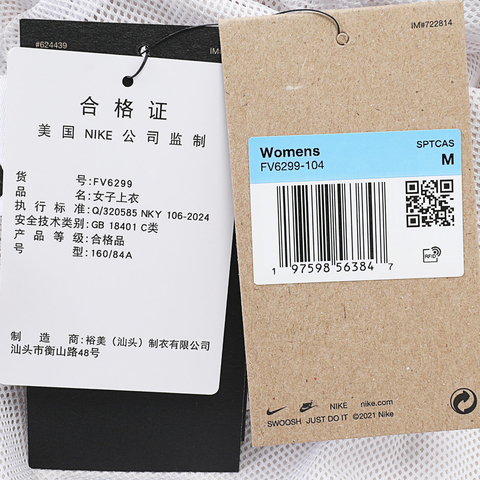 #624439
IM#
合格证
美国 NIKE 公司监制
货号:FV6299
品名:女子上衣
执行标准:Q/320585 NKY 106-2024
安全技术类别:GB 18401 C类
产品等级:合格品
号型:160/84A
制造商:裕美(汕头)制衣有限公司
汕头市衡山路48号
IM#722814
Womens
SPTCAS
FV6299-104
M
1 97598 56384 7
RFID
NIKE nike.com
SWOOSH JUST DO IT ©2021 Nike